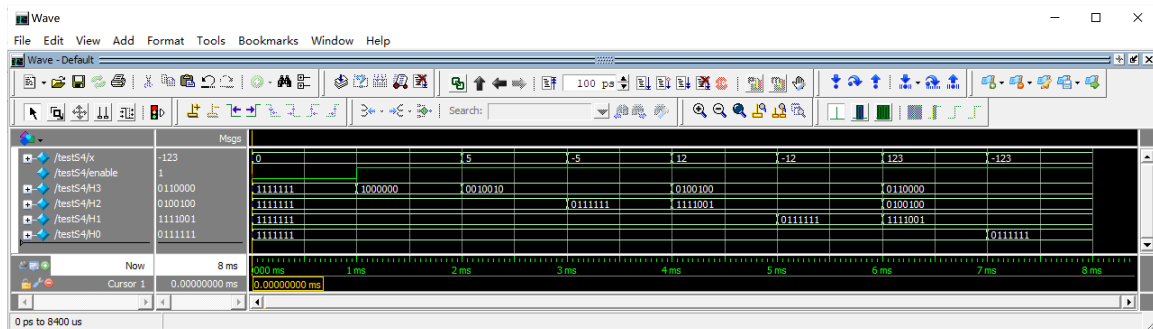 Wave
File Edit View Add Format Tools Bookmarks Window Help
Wave - Default
100 ps
Search:
Msgs
/testS4/x -123 0 5 -5 12 -12 123 -123
/testS4/enable 1
/testS4/H3 0110000 1111111 1000000 0010010 0100100 0110000
/testS4/H2 0100100 1111111 0111111 1111001 0100100
/testS4/H1 1111001 1111111 0111111 1111001
/testS4/H0 0111111 1111111 0111111
Now 8 ms 000 ms 1 ms 2 ms 3 ms 4 ms 5 ms 6 ms 7 ms 8 ms
Cursor 1 0.00000000 ms 0.00000000 ms
0 ps to 8400 us